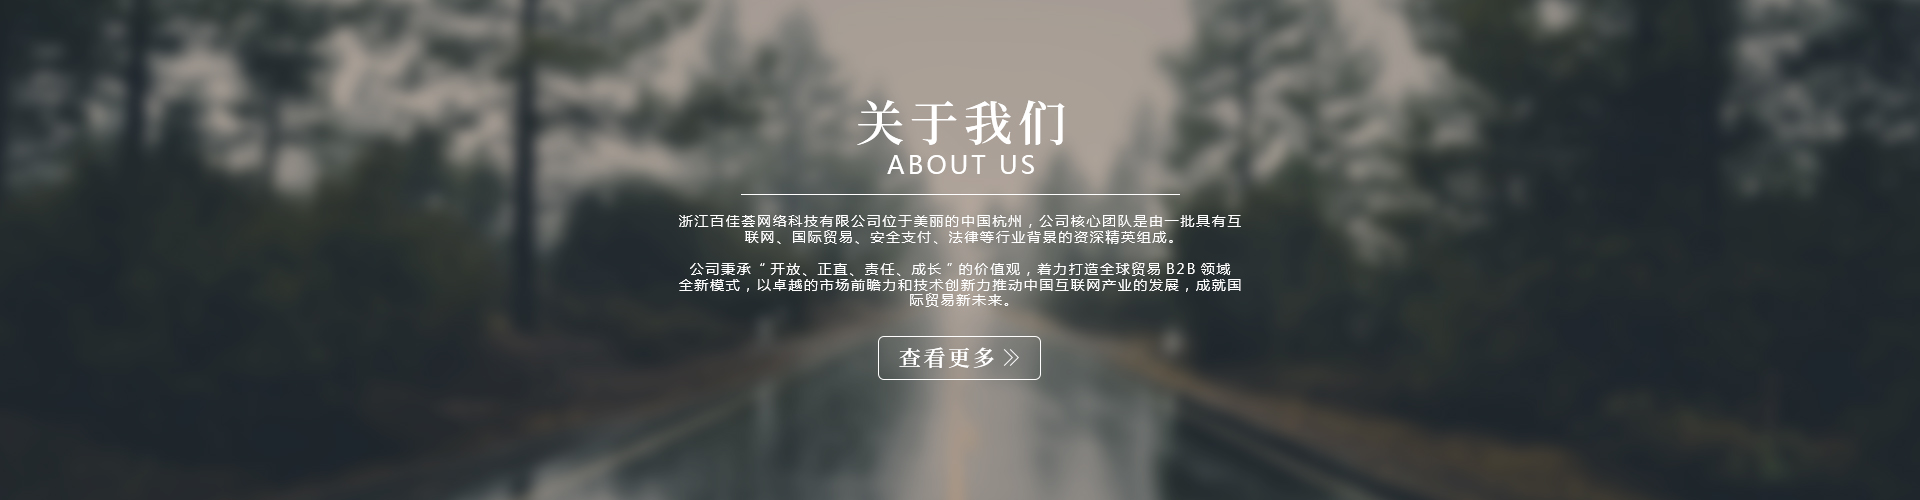 关于我们
ABOUT US
浙江百佳荟网络科技有限公司位于美丽的中国杭州，公司核心团队是由一批具有互
联网、国际贸易、安全支付、法律等行业背景的资深精英组成。
公司秉承“开放、正直、责任、成长”的价值观，着力打造全球贸易 B2B 领域
全新模式，以卓越的市场前瞻力和技术创新力推动中国互联网产业的发展，成就国
际贸易新未来。
查看更多